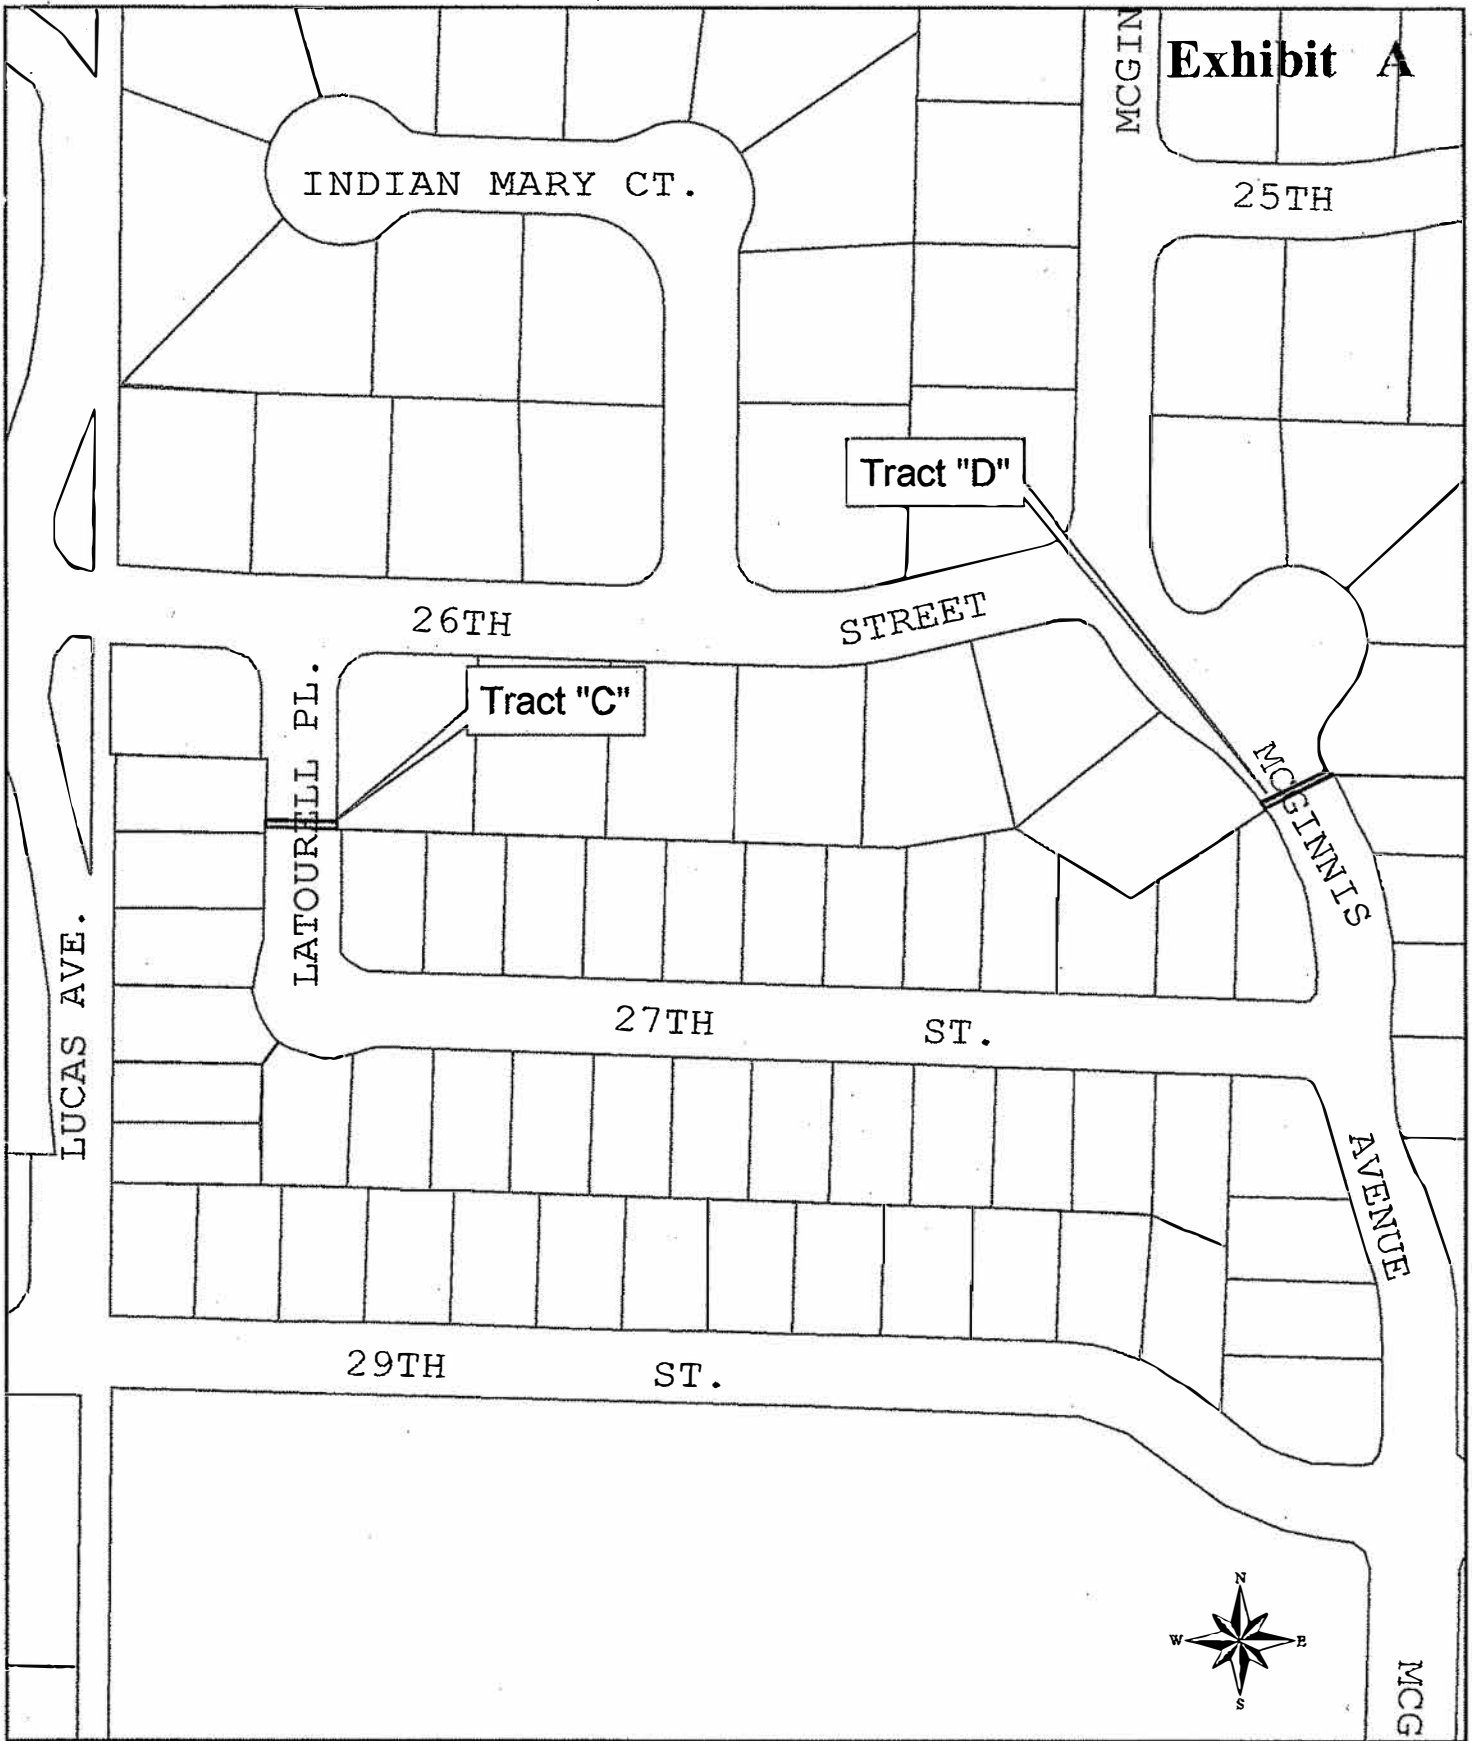 MCGIN
Exhibit A
INDIAN MARY CT.
25TH
Tract "D"
26TH STREET
LATOURELL PL.
Tract "C"
MCGINNIS AVENUE
LUCAS AVE.
27TH ST.
29TH ST.
N
W E
S
MCG